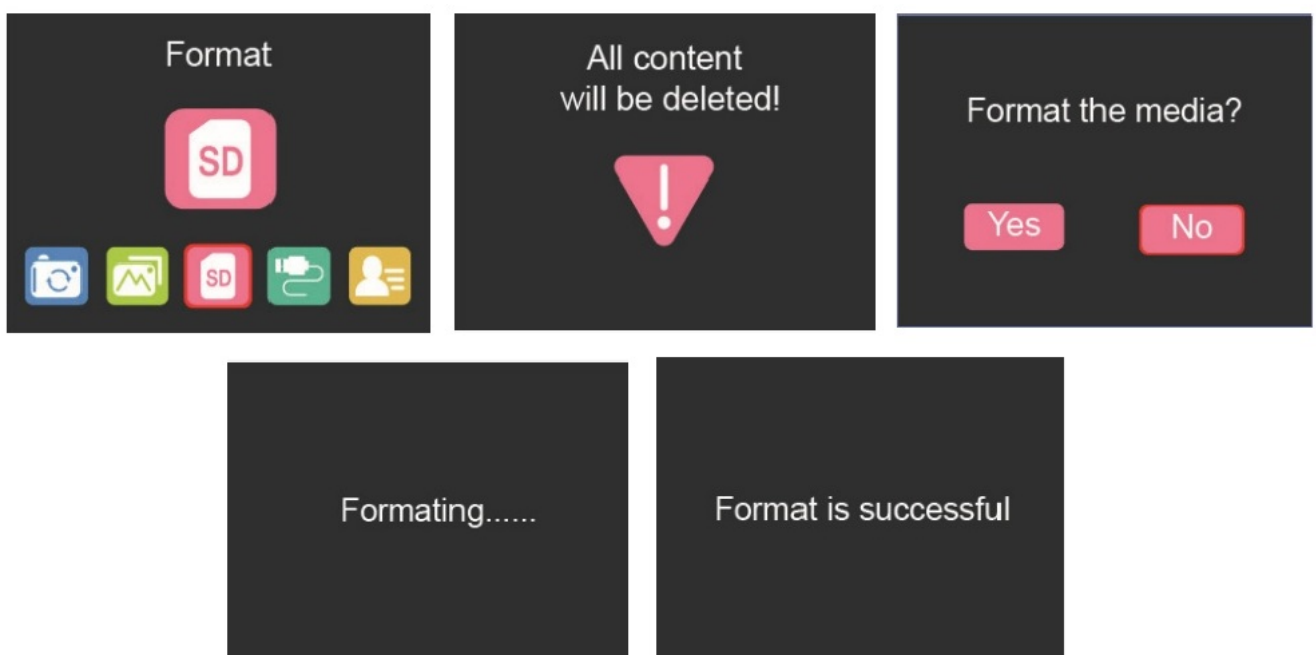 Format
SD
SD
All content
will be deleted!
!
Format the media?
Yes
No
Formating......
Format is successful